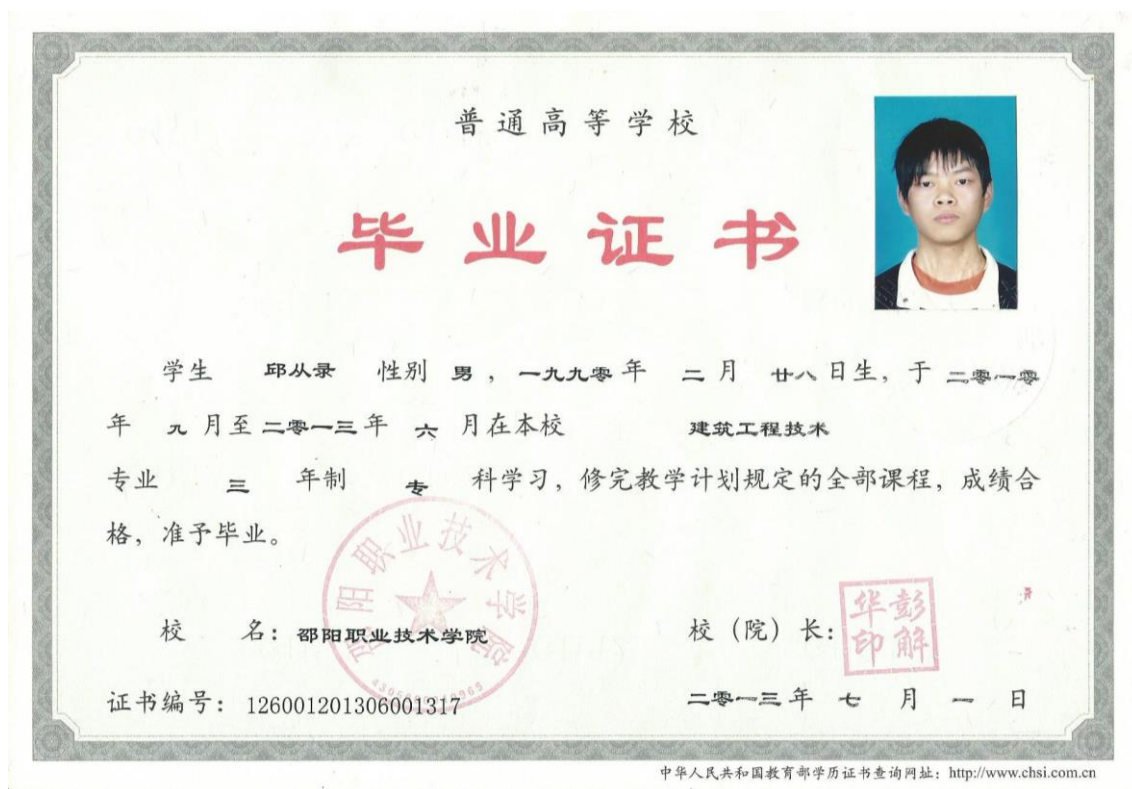 普通高等学校
毕业证书
学生 邱从录 性别 男，一九九零年 二月 廿八日生，于 二零一零
年 九月至二零一三年 六 月在本校 建筑工程技术
专业 三 年制 专 科学习，修完教学计划规定的全部课程，成绩合
格，准予毕业。
邵阳职业技术学院
校 名：邵阳职业技术学院
校（院）长：
彭解华印
证书编号：126001201306001317
二零一三年 七 月 一 日
中华人民共和国教育部学历证书查询网址：http://www.chsi.com.cn